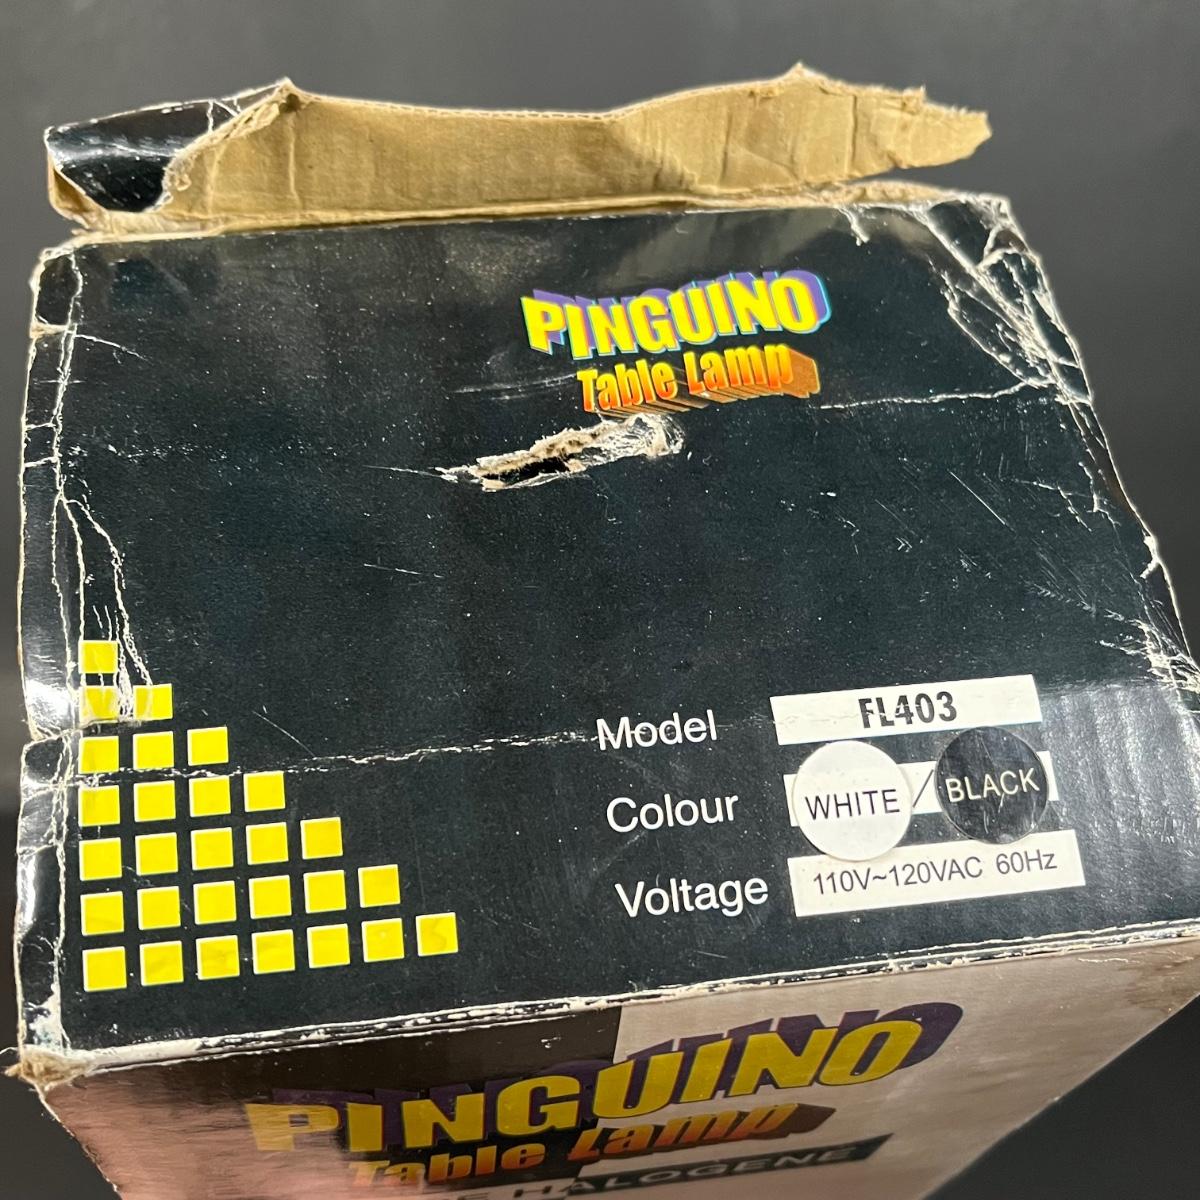 PINGUINO
Table Lamp
Model FL403
Colour WHITE / BLACK
Voltage 110V~120VAC 60Hz
PINGUINO
Table Lamp
HALOGENE